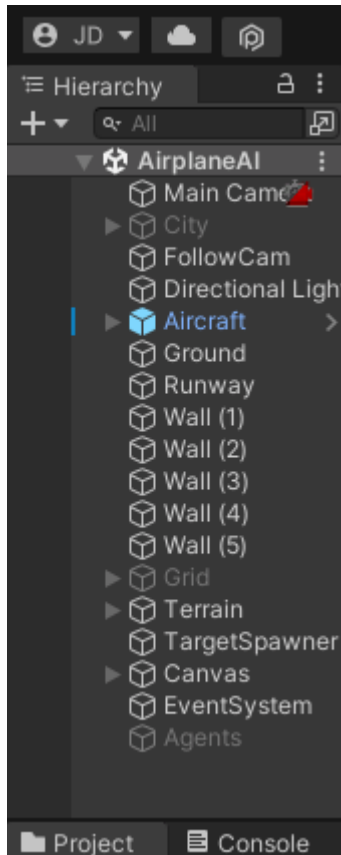 JD
Hierarchy
All
AirplaneAI
Main Came
City
FollowCam
Directional Ligh
Aircraft
Ground
Runway
Wall (1)
Wall (2)
Wall (3)
Wall (4)
Wall (5)
Grid
Terrain
TargetSpawner
Canvas
EventSystem
Agents
Project Console